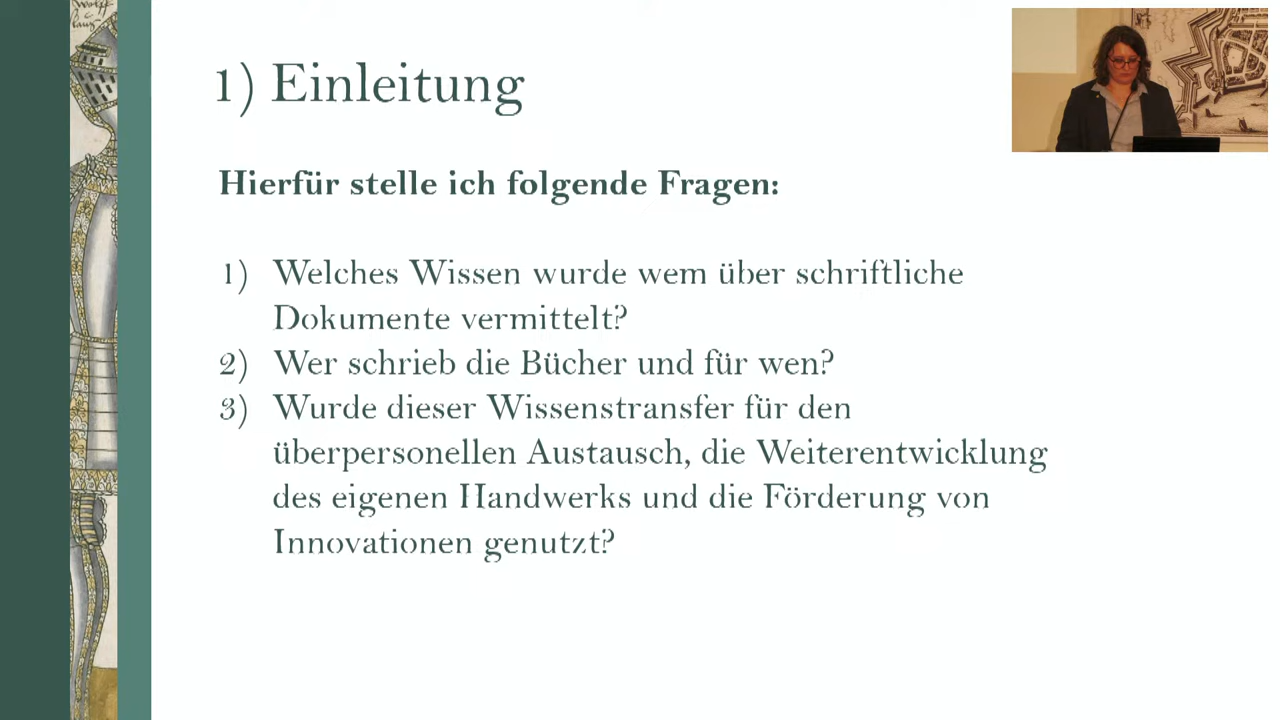 1) Einleitung
Hierfür stelle ich folgende Fragen:
1) Welches Wissen wurde wem über schriftliche
Dokumente vermittelt?
2) Wer schrieb die Bücher und für wen?
3) Wurde dieser Wissenstransfer für den
überpersonellen Austausch, die Weiterentwicklung
des eigenen Handwerks und die Förderung von
Innovationen genutzt?